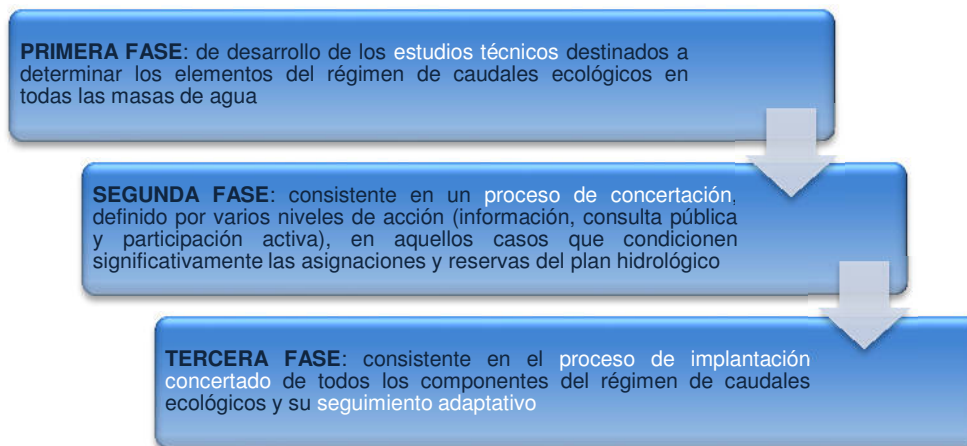 PRIMERA FASE: de desarrollo de los estudios técnicos destinados a
determinar los elementos del régimen de caudales ecológicos en
todas las masas de agua
SEGUNDA FASE: consistente en un proceso de concertación,
definido por varios niveles de acción (información, consulta pública
y participación activa), en aquellos casos que condicionen
significativamente las asignaciones y reservas del plan hidrológico
TERCERA FASE: consistente en el proceso de implantación
concertado de todos los componentes del régimen de caudales
ecológicos y su seguimiento adaptativo